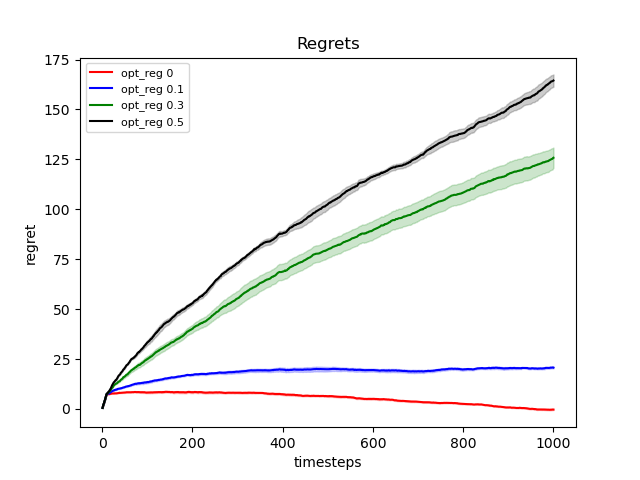 Regrets
opt_reg 0
opt_reg 0.1
opt_reg 0.3
opt_reg 0.5
175
150
125
100
75
50
25
0
regret
0 200 400 600 800 1000
timesteps